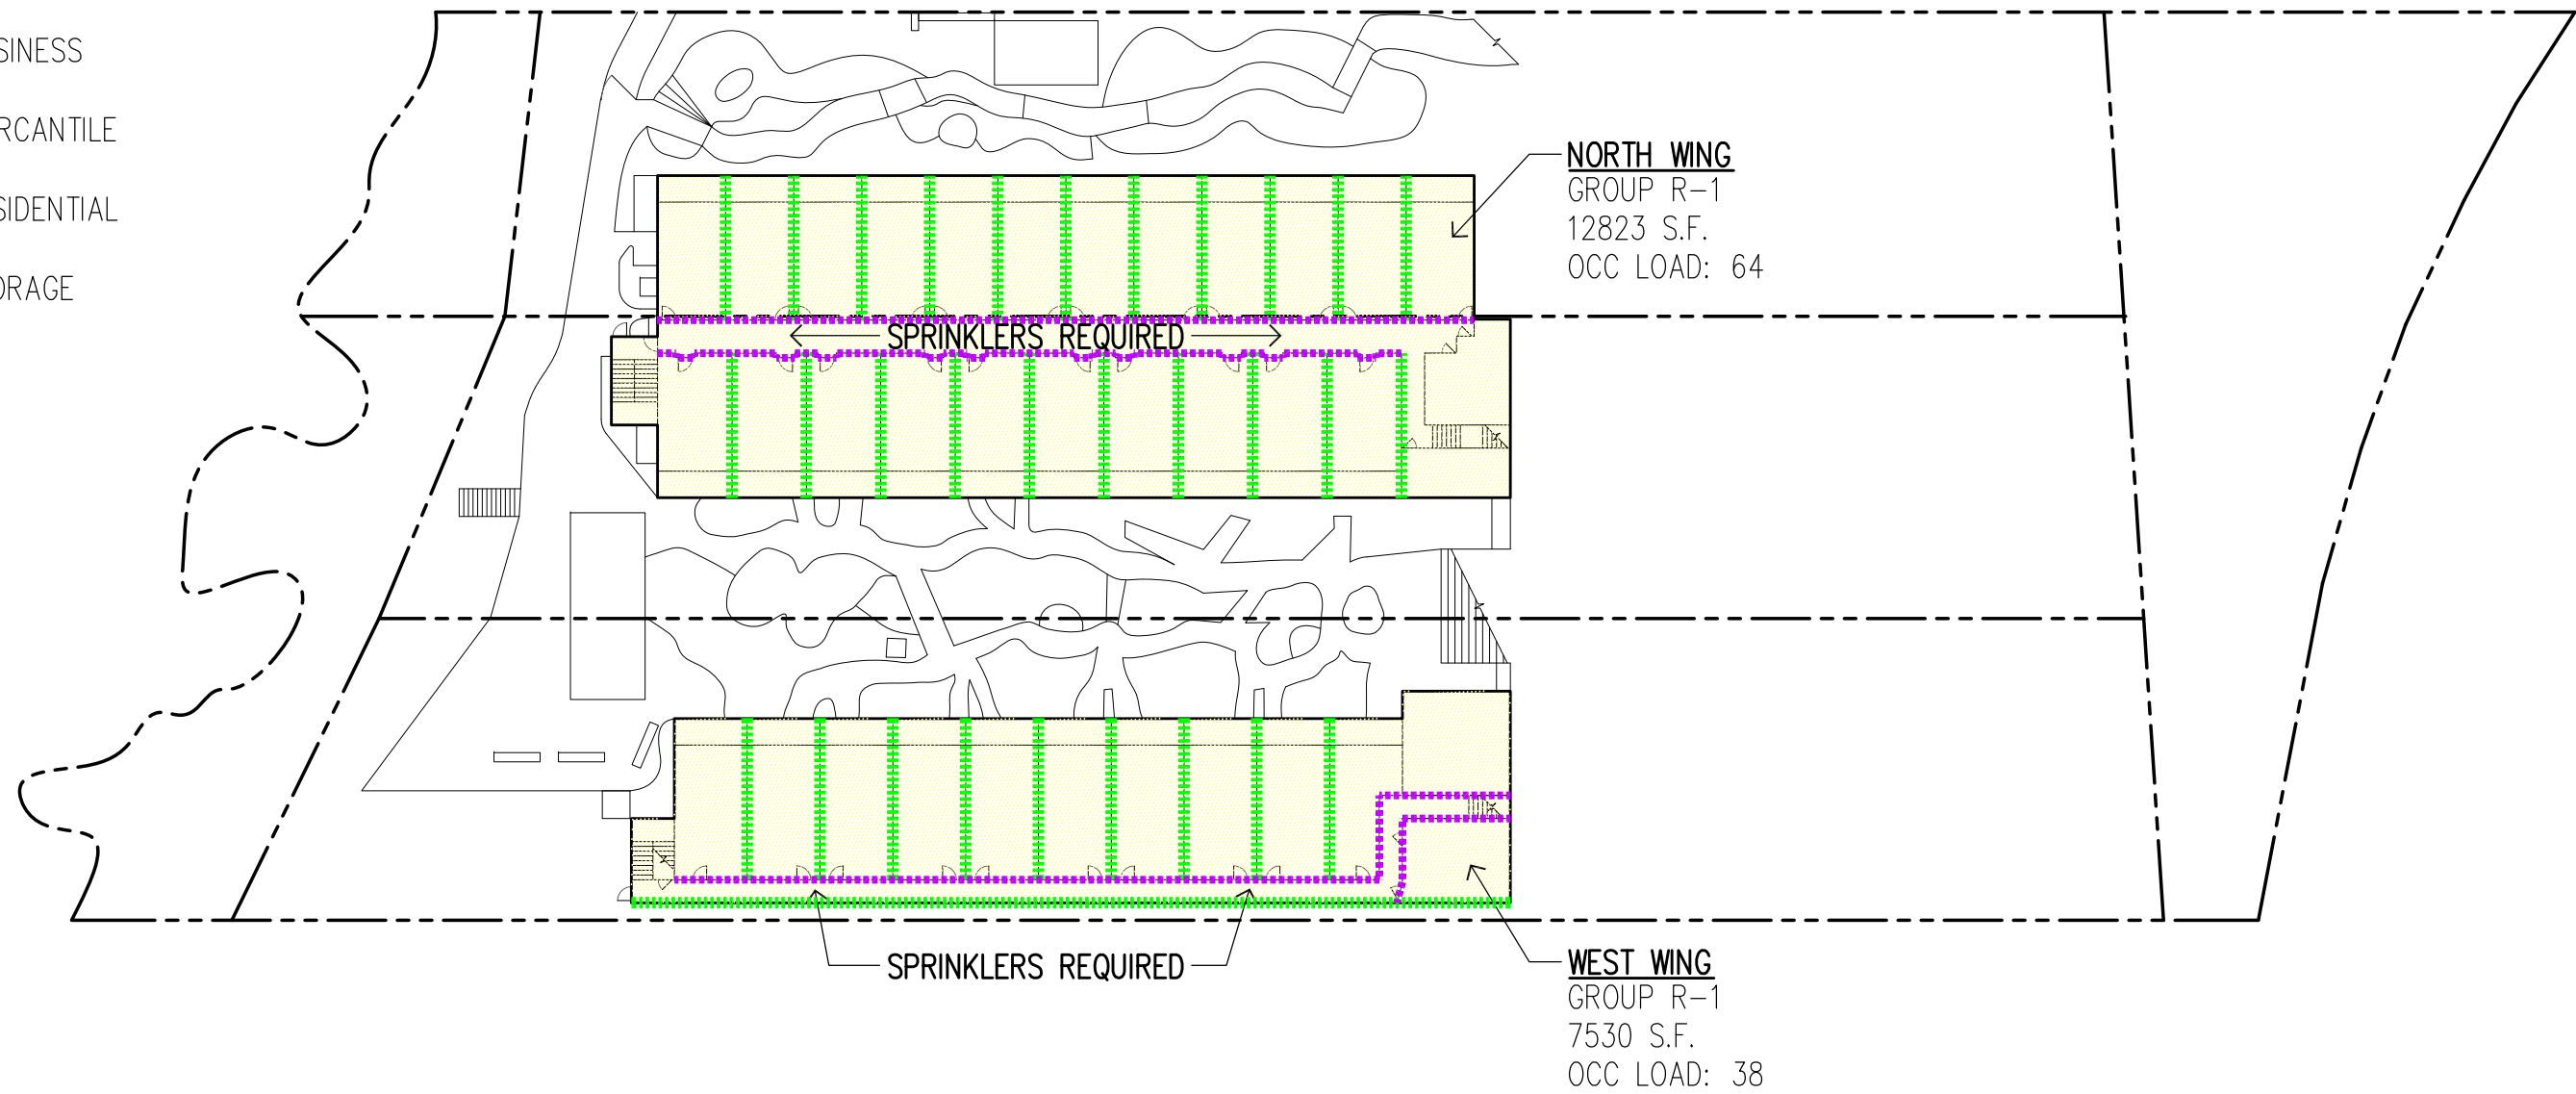 SINESS
RCANTILE
SIDENTIAL
ORAGE
NORTH WING
GROUP R-1
12823 S.F.
OCC LOAD: 64
SPRINKLERS REQUIRED
SPRINKLERS REQUIRED
WEST WING
GROUP R-1
7530 S.F.
OCC LOAD: 38